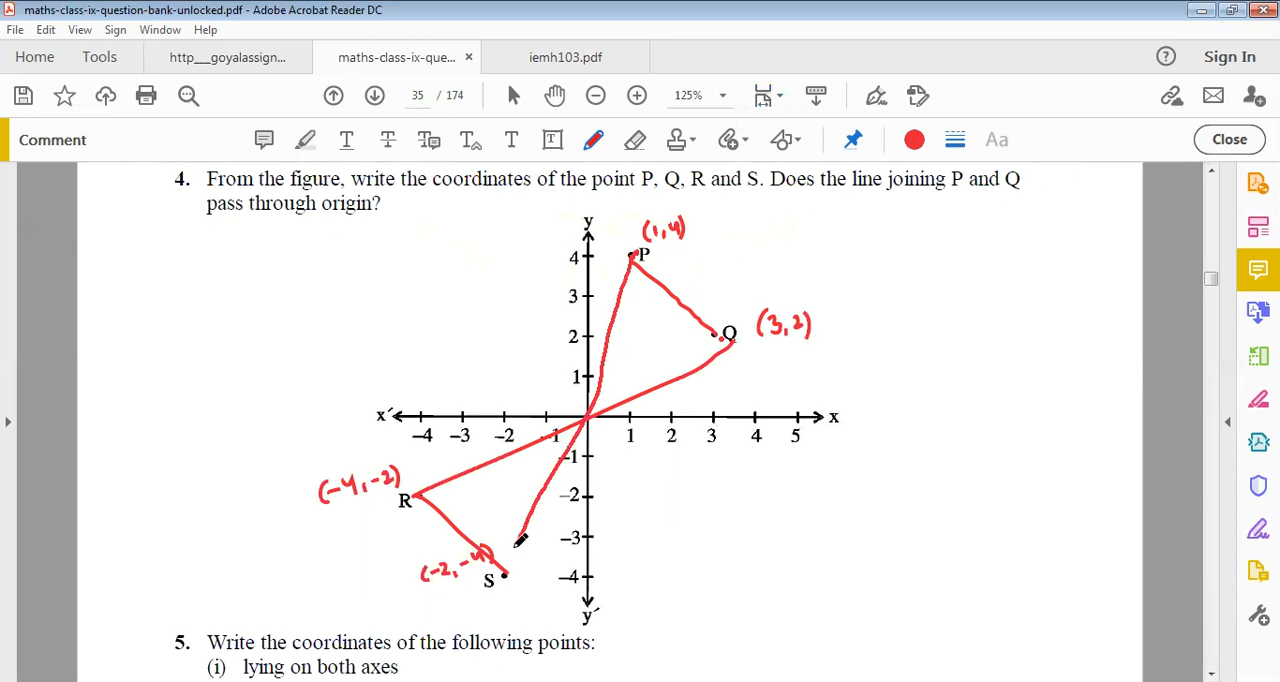 maths-class-ix-question-bank-unlocked.pdf - Adobe Acrobat Reader DC
File Edit View Sign Window Help
Home Tools http___goyalassign... maths-class-ix-que... × iemh103.pdf ? Sign In
35 / 174 125%
Comment T T T T T Aa Close
4. From the figure, write the coordinates of the point P, Q, R and S. Does the line joining P and Q
pass through origin?
y
(1,4)
4 P
3
2 Q (3,2)
1
x′ x
–4 –3 –2 –1 1 2 3 4 5
–1
(-4,-2)
R –2
–3
(-2,-4)
S –4
y′
5. Write the coordinates of the following points:
(i) lying on both axes